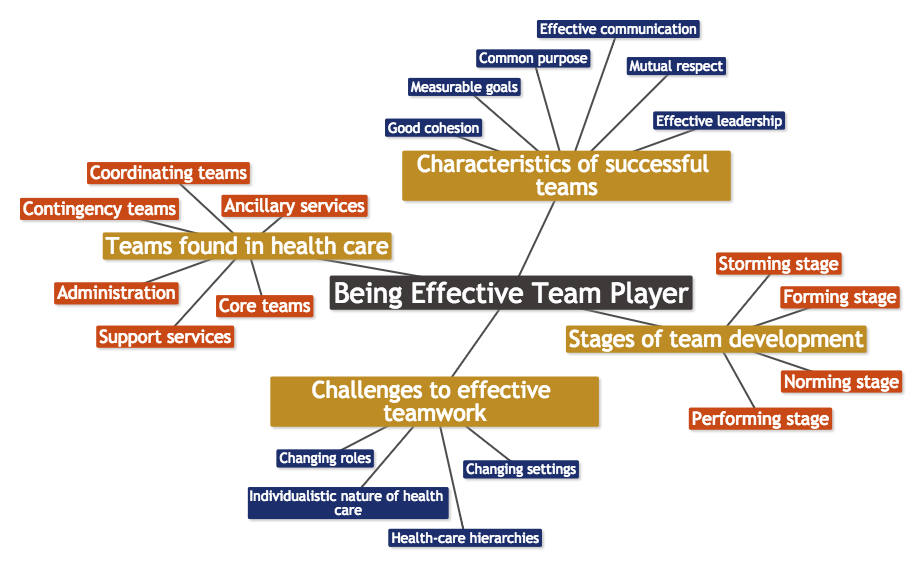 Effective communication
Common purpose
Mutual respect
Measurable goals
Effective leadership
Good cohesion
Characteristics of successful
teams
Coordinating teams
Contingency teams
Ancillary services
Teams found in health care
Administration
Core teams
Support services
Being Effective Team Player
Storming stage
Forming stage
Stages of team development
Norming stage
Performing stage
Challenges to effective
teamwork
Changing roles
Changing settings
Individualistic nature of health
care
Health-care hierarchies